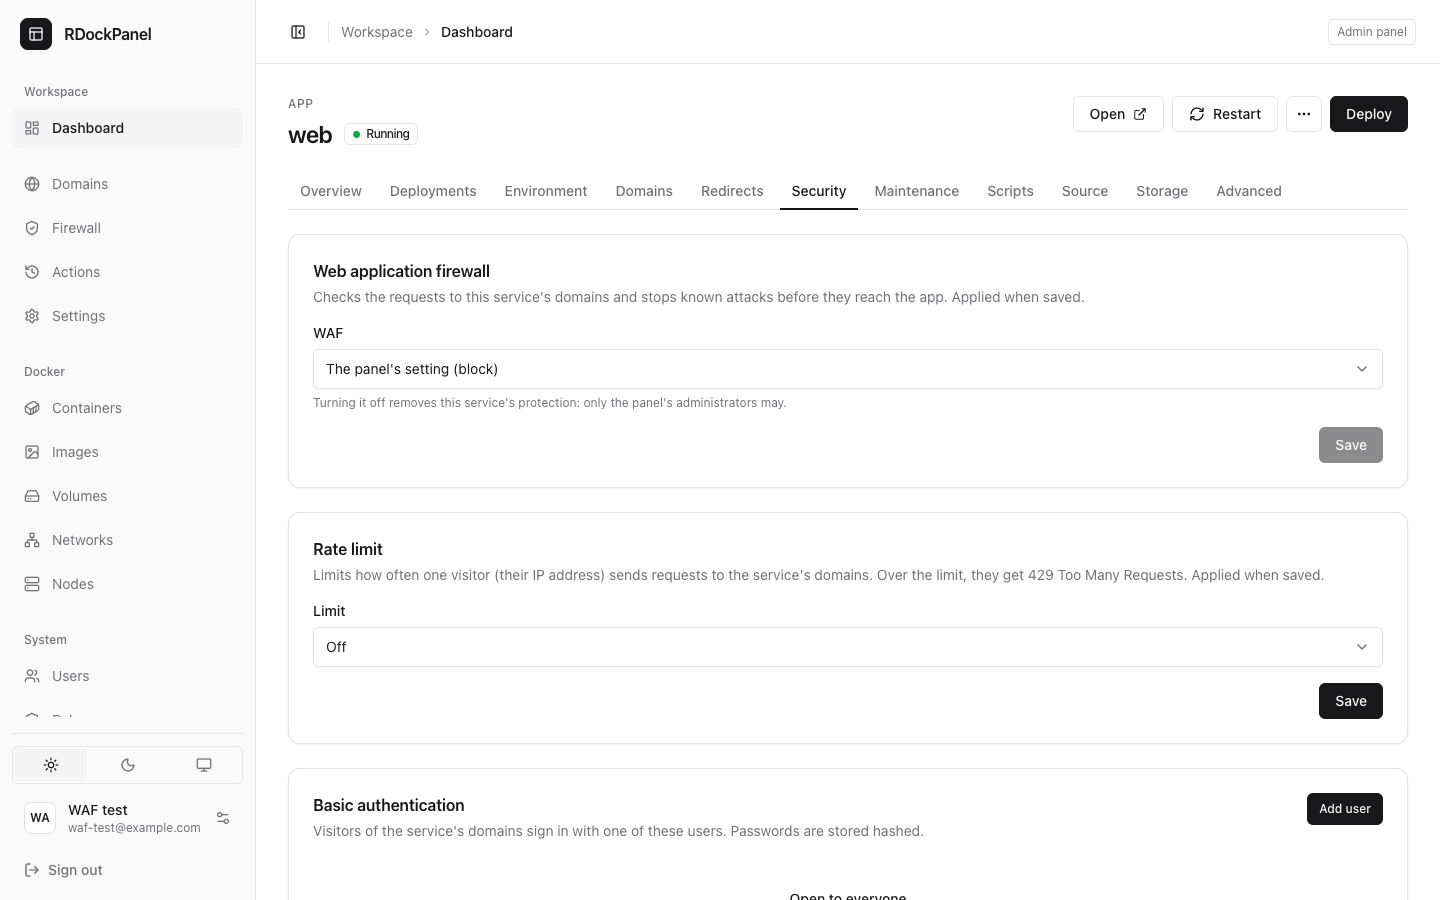 RDockPanel
Workspace
Dashboard
Domains
Firewall
Actions
Settings
Docker
Containers
Images
Volumes
Networks
Nodes
System
Users
WA
WAF test
waf-test@example.com
Sign out
Workspace > Dashboard
Admin panel
APP
web
Running
Open
Restart
Deploy
Overview Deployments Environment Domains Redirects Security Maintenance Scripts Source Storage Advanced
Web application firewall
Checks the requests to this service's domains and stops known attacks before they reach the app. Applied when saved.
WAF
The panel's setting (block)
Turning it off removes this service's protection: only the panel's administrators may.
Save
Rate limit
Limits how often one visitor (their IP address) sends requests to the service's domains. Over the limit, they get 429 Too Many Requests. Applied when saved.
Limit
Off
Save
Basic authentication
Add user
Visitors of the service's domains sign in with one of these users. Passwords are stored hashed.
Open to everyone